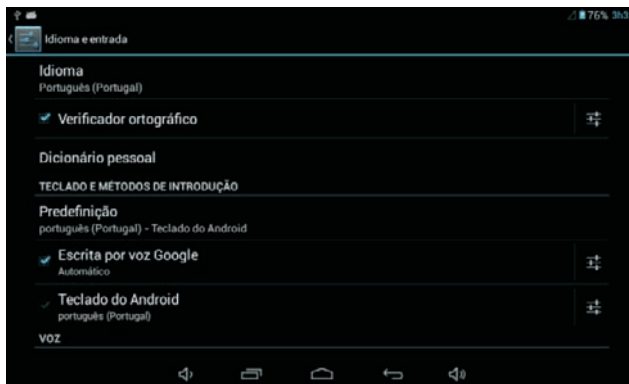 76% 3h3
Idioma e entrada
Idioma
Português (Portugal)
Verificador ortográfico
Dicionário pessoal
TECLADO E MÉTODOS DE INTRODUÇÃO
Predefinição
português (Portugal) - Teclado do Android
Escrita por voz Google
Automático
Teclado do Android
português (Portugal)
VOZ